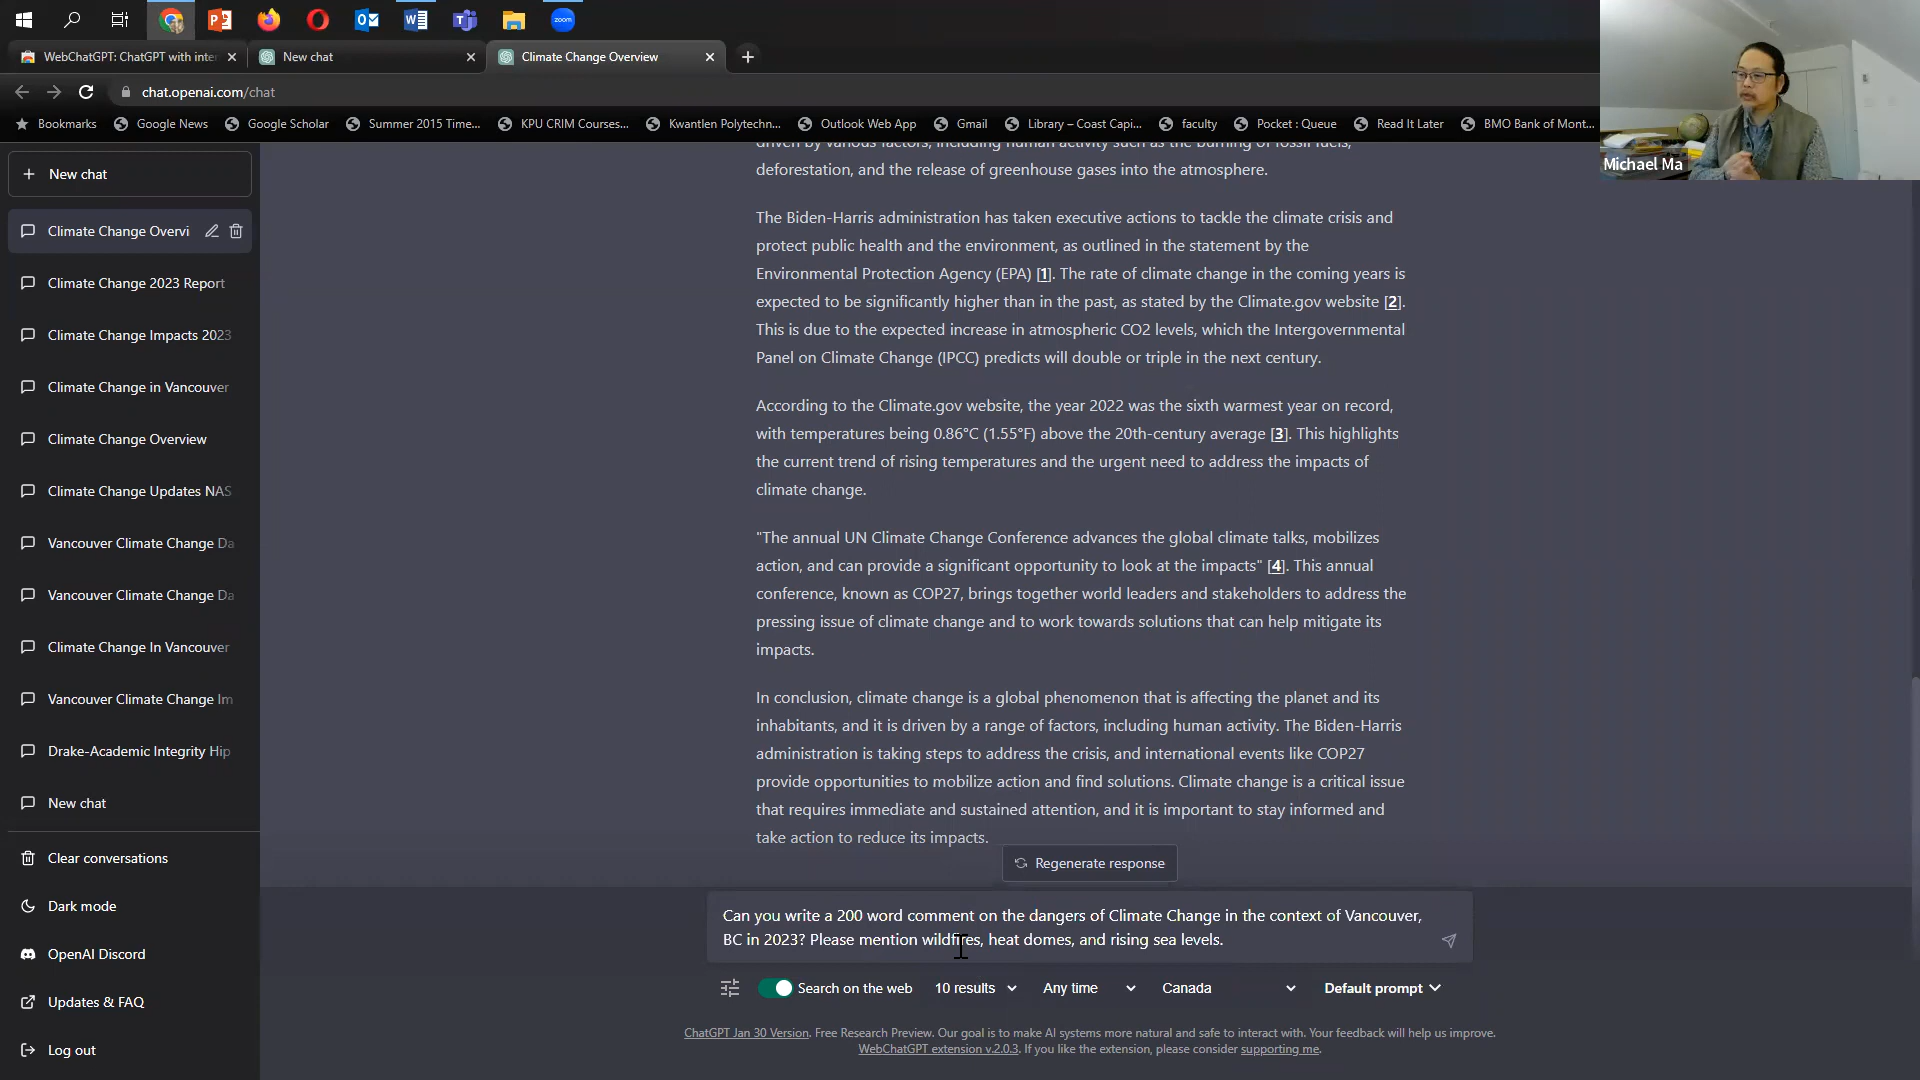 WebChatGPT: ChatGPT with inte
New chat
Climate Change Overview
chat.openai.com/chat
Bookmarks
Google News
Google Scholar
Summer 2015 Time...
KPU CRIM Courses...
Kwantlen Polytechn...
Outlook Web App
Gmail
Library – Coast Capi...
faculty
Pocket : Queue
Read It Later
BMO Bank of Mont...
Michael Ma
New chat
Climate Change Overvi
Climate Change 2023 Report
Climate Change Impacts 2023
Climate Change in Vancouver
Climate Change Overview
Climate Change Updates NAS
Vancouver Climate Change Da
Vancouver Climate Change Da
Climate Change In Vancouver
Vancouver Climate Change Im
Drake-Academic Integrity Hip
New chat
Clear conversations
Dark mode
OpenAI Discord
Updates & FAQ
Log out
driven by various factors, including human activity such as the burning of fossil fuels,
deforestation, and the release of greenhouse gases into the atmosphere.
The Biden-Harris administration has taken executive actions to tackle the climate crisis and
protect public health and the environment, as outlined in the statement by the
Environmental Protection Agency (EPA) [1]. The rate of climate change in the coming years is
expected to be significantly higher than in the past, as stated by the Climate.gov website [2].
This is due to the expected increase in atmospheric CO2 levels, which the Intergovernmental
Panel on Climate Change (IPCC) predicts will double or triple in the next century.
According to the Climate.gov website, the year 2022 was the sixth warmest year on record,
with temperatures being 0.86°C (1.55°F) above the 20th-century average [3]. This highlights
the current trend of rising temperatures and the urgent need to address the impacts of
climate change.
"The annual UN Climate Change Conference advances the global climate talks, mobilizes
action, and can provide a significant opportunity to look at the impacts" [4]. This annual
conference, known as COP27, brings together world leaders and stakeholders to address the
pressing issue of climate change and to work towards solutions that can help mitigate its
impacts.
In conclusion, climate change is a global phenomenon that is affecting the planet and its
inhabitants, and it is driven by a range of factors, including human activity. The Biden-Harris
administration is taking steps to address the crisis, and international events like COP27
provide opportunities to mobilize action and find solutions. Climate change is a critical issue
that requires immediate and sustained attention, and it is important to stay informed and
take action to reduce its impacts.
Regenerate response
Can you write a 200 word comment on the dangers of Climate Change in the context of Vancouver,
BC in 2023? Please mention wildfires, heat domes, and rising sea levels.
Search on the web
10 results
Any time
Canada
Default prompt
ChatGPT Jan 30 Version. Free Research Preview. Our goal is to make AI systems more natural and safe to interact with. Your feedback will help us improve.
WebChatGPT extension v.2.0.3. If you like the extension, please consider supporting me.